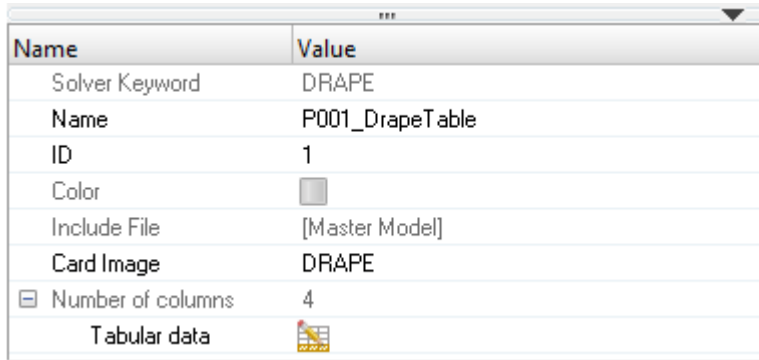 Name Value
Solver Keyword DRAPE
Name P001_DrapeTable
ID 1
Color
Include File [Master Model]
Card Image DRAPE
Number of columns 4
Tabular data